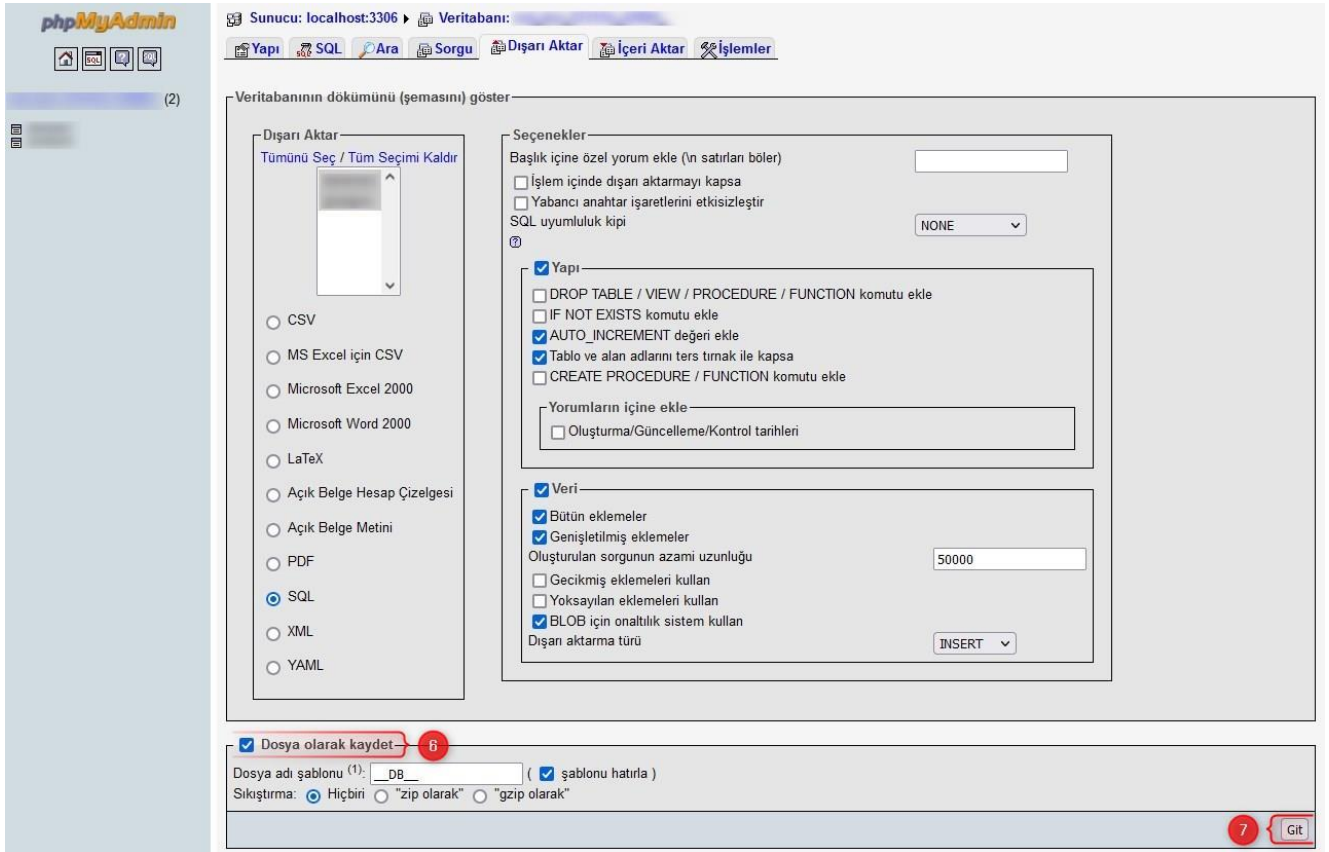 phpMyAdmin
Sunucu: localhost:3306 ▸ Veritabanı:
Yapı SQL Ara Sorgu Dışarı Aktar İçeri Aktar İşlemler
SQL
(2)
Veritabanının dökümünü (şemasını) göster
Dışarı Aktar
Tümünü Seç / Tüm Seçimi Kaldır
CSV
MS Excel için CSV
Microsoft Excel 2000
Microsoft Word 2000
LaTeX
Açık Belge Hesap Çizelgesi
Açık Belge Metini
PDF
SQL
XML
YAML
Seçenekler
Başlık içine özel yorum ekle (\n satırları böler)
İşlem içinde dışarı aktarmayı kapsa
Yabancı anahtar işaretlerini etkisizleştir
SQL uyumluluk kipi NONE
Yapı
DROP TABLE / VIEW / PROCEDURE / FUNCTION komutu ekle
IF NOT EXISTS komutu ekle
AUTO_INCREMENT değeri ekle
Tablo ve alan adlarını ters tırnak ile kapsa
CREATE PROCEDURE / FUNCTION komutu ekle
Yorumların içine ekle
Oluşturma/Güncelleme/Kontrol tarihleri
Veri
Bütün eklemeler
Genişletilmiş eklemeler
Oluşturulan sorgunun azami uzunluğu 50000
Gecikmiş eklemeleri kullan
Yoksayılan eklemeleri kullan
BLOB için onaltılık sistem kullan
Dışarı aktarma türü INSERT
Dosya olarak kaydet 6
Dosya adı şablonu (1): __DB__ ( şablonu hatırla )
Sıkıştırma: Hiçbiri "zip olarak" "gzip olarak"
7 Git